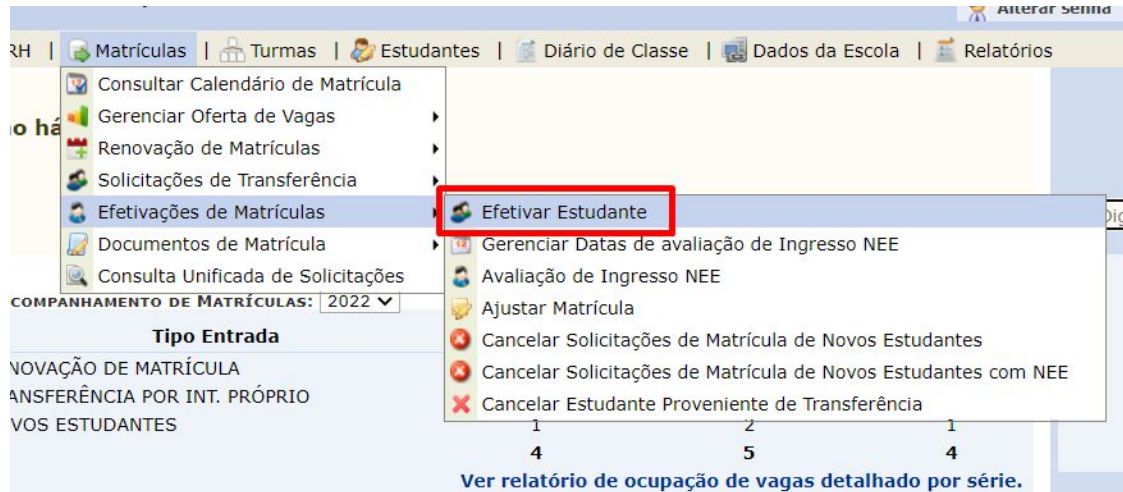 Alterar senha
RH | Matrículas | Turmas | Estudantes | Diário de Classe | Dados da Escola | Relatórios
Consultar Calendário de Matrícula
o há
Gerenciar Oferta de Vagas
Renovação de Matrículas
Solicitações de Transferência
Efetivações de Matrículas
Efetivar Estudante
Dig
Documentos de Matrícula
Gerenciar Datas de avaliação de Ingresso NEE
Consulta Unificada de Solicitações
Avaliação de Ingresso NEE
COMPANHAMENTO DE MATRÍCULAS: 2022
Ajustar Matrícula
Tipo Entrada
Cancelar Solicitações de Matrícula de Novos Estudantes
NOVAÇÃO DE MATRÍCULA
Cancelar Solicitações de Matrícula de Novos Estudantes com NEE
ANSFERÊNCIA POR INT. PRÓPRIO
Cancelar Estudante Proveniente de Transferência
VOS ESTUDANTES 1 2 1
4 5 4
Ver relatório de ocupação de vagas detalhado por série.